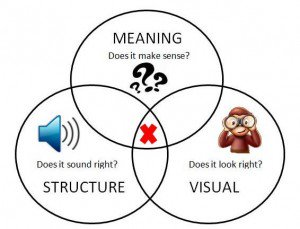 MEANING
Does it make sense?
???
Does it sound right?
Does it look right?
STRUCTURE
VISUAL